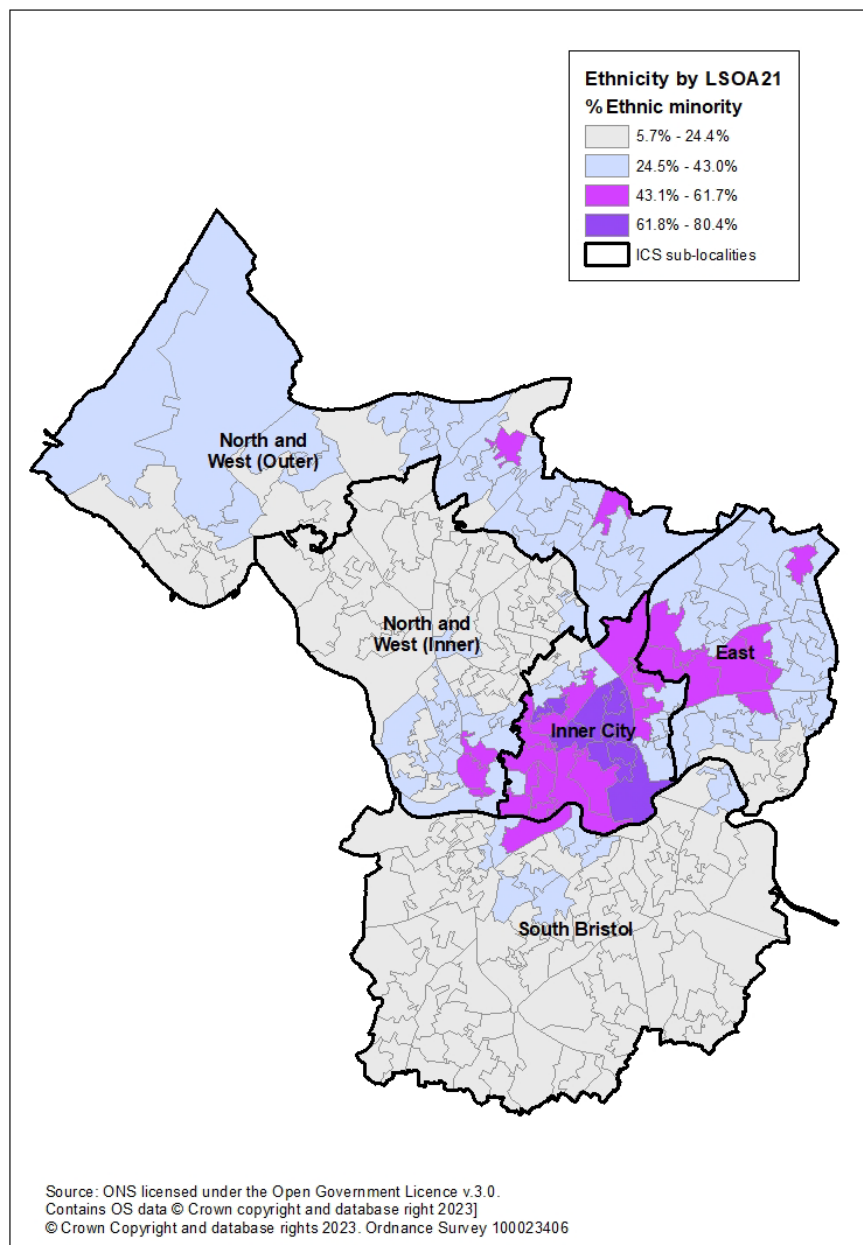 Ethnicity by LSOA21
% Ethnic minority
5.7% - 24.4%
24.5% - 43.0%
43.1% - 61.7%
61.8% - 80.4%
ICS sub-localities
North and
West (Outer)
North and
West (Inner)
East
Inner City
South Bristol
Source: ONS licensed under the Open Government Licence v.3.0.
Contains OS data © Crown copyright and database right 2023]
© Crown Copyright and database rights 2023. Ordnance Survey 100023406